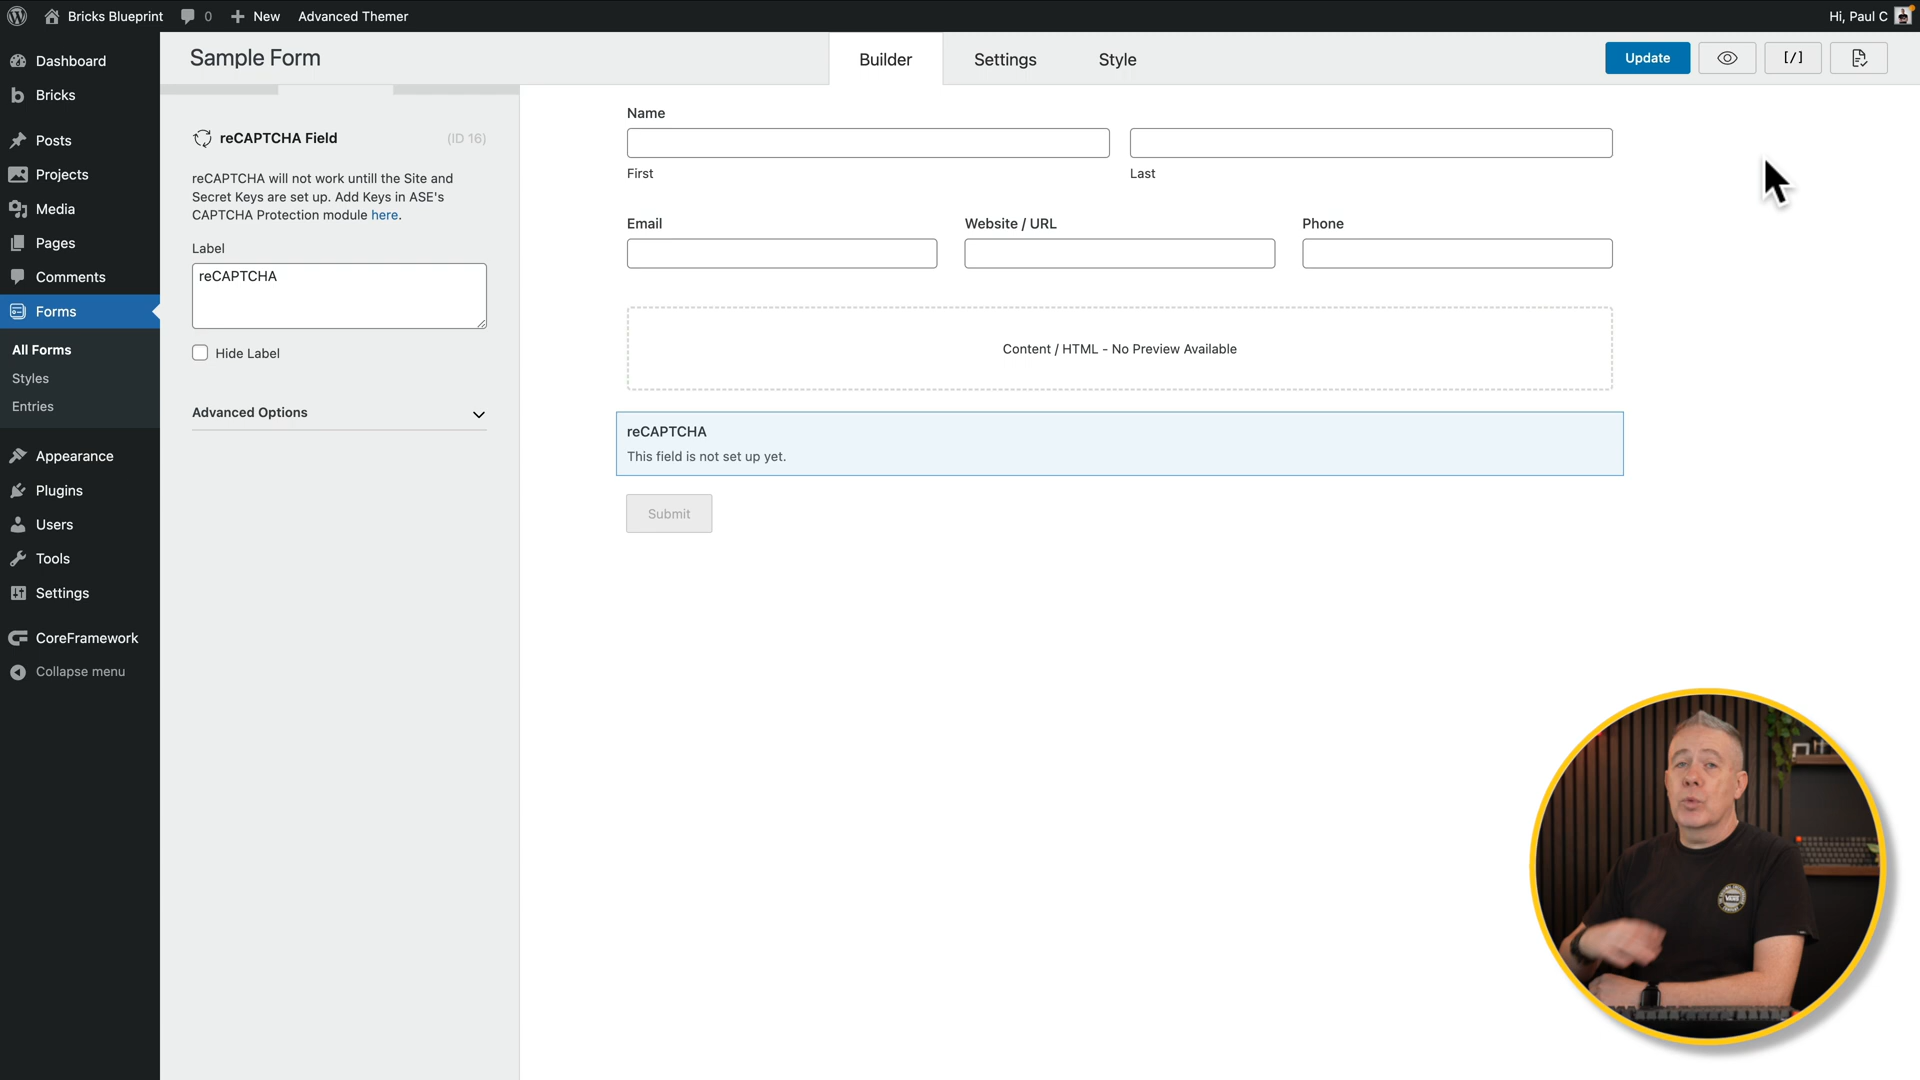 Bricks Blueprint
0
New
Advanced Themer
Hi, Paul C
Dashboard
Bricks
Posts
Projects
Media
Pages
Comments
Forms
All Forms
Styles
Entries
Appearance
Plugins
Users
Tools
Settings
CoreFramework
Collapse menu
Sample Form
Builder
Settings
Style
Update
[/]
reCAPTCHA Field
(ID 16)
reCAPTCHA will not work untill the Site and
Secret Keys are set up. Add Keys in ASE's
CAPTCHA Protection module here.
Label
reCAPTCHA
Hide Label
Advanced Options
Name
First
Last
Email
Website / URL
Phone
Content / HTML - No Preview Available
reCAPTCHA
This field is not set up yet.
Submit